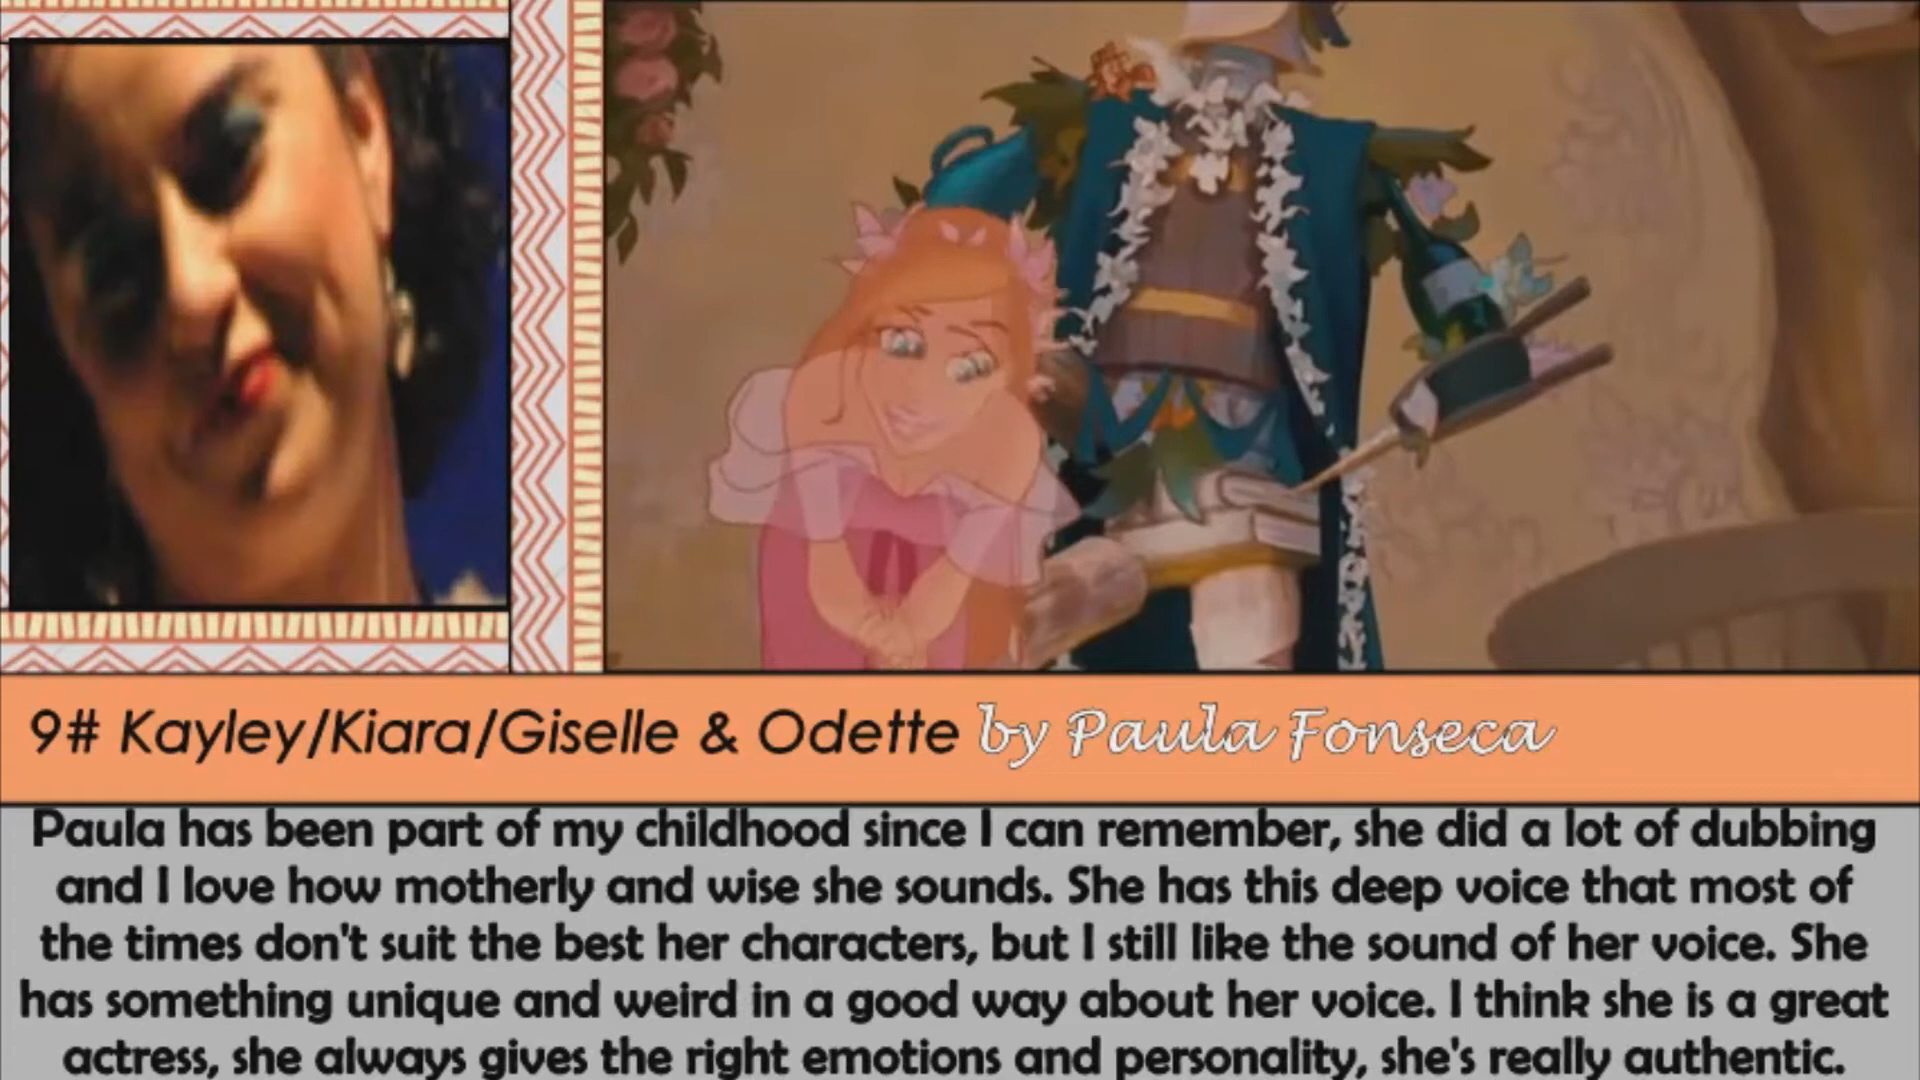 9# Kayley/Kiara/Giselle & Odette by Paula Fonseca
Paula has been part of my childhood since I can remember, she did a lot of dubbing
and I love how motherly and wise she sounds. She has this deep voice that most of
the times don't suit the best her characters, but I still like the sound of her voice. She
has something unique and weird in a good way about her voice. I think she is a great
actress, she always gives the right emotions and personality, she's really authentic.